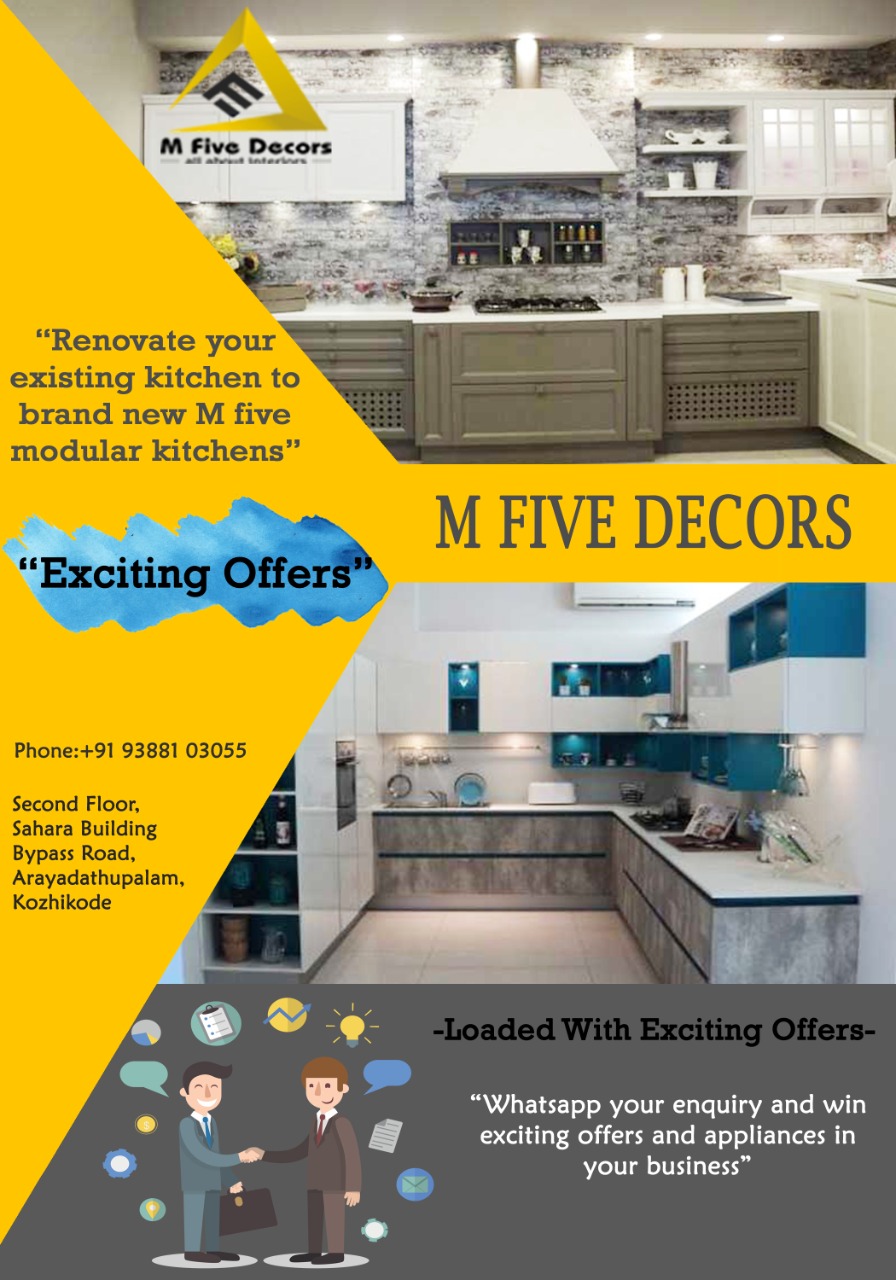 M Five Decors
all about interiors
“Renovate your
existing kitchen to
brand new M five
modular kitchens”
M FIVE DECORS
“Exciting Offers”
Phone:+91 93881 03055
Second Floor,
Sahara Building
Bypass Road,
Arayadathupalam,
Kozhikode
-Loaded With Exciting Offers-
“Whatsapp your enquiry and win
exciting offers and appliances in
your business”